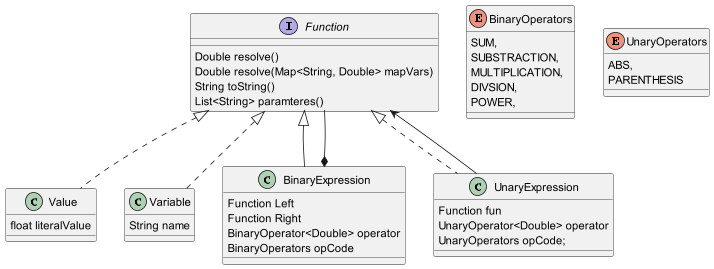 I Function
Double resolve()
Double resolve(Map<String, Double> mapVars)
String toString()
List<String> paramteres()
E BinaryOperators
SUM,
SUBSTRACTION,
MULTIPLICATION,
DIVSION,
POWER,
E UnaryOperators
ABS,
PARENTHESIS
C Value
float literalValue
C Variable
String name
C BinaryExpression
Function Left
Function Right
BinaryOperator<Double> operator
BinaryOperators opCode
C UnaryExpression
Function fun
UnaryOperator<Double> operator
UnaryOperators opCode;